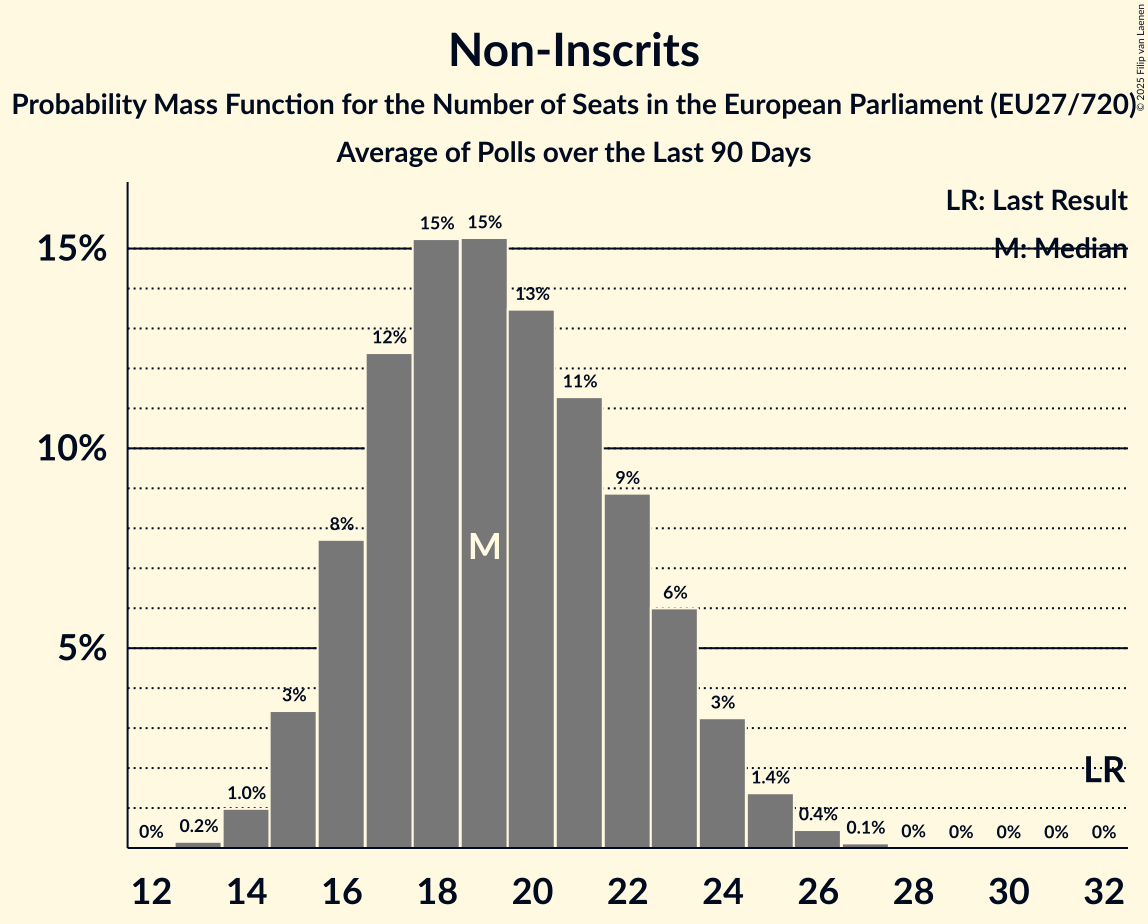 Non-Inscrits
Probability Mass Function for the Number of Seats in the European Parliament (EU27/720)
Average of Polls over the Last 90 Days
© 2025 Filip van Laenen
LR: Last Result
M: Median
15%
10%
5%
0%
0.2%
1.0%
3%
8%
12%
15%
15%
13%
11%
9%
6%
3%
1.4%
0.4%
0.1%
0%
0%
0%
0%
0%
M
LR
12 14 16 18 20 22 24 26 28 30 32